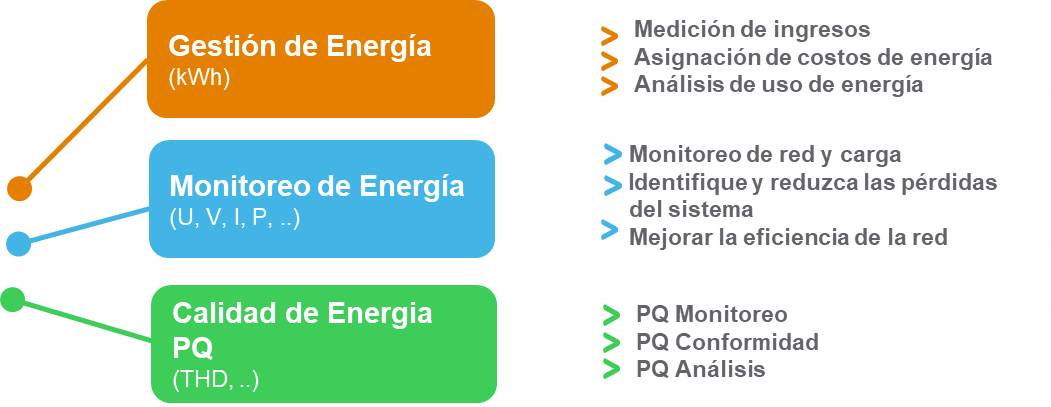 Gestión de Energía
(kWh)
Medición de ingresos
Asignación de costos de energía
Análisis de uso de energía
Monitoreo de Energía
(U, V, I, P, ..)
Monitoreo de red y carga
Identifique y reduzca las pérdidas
del sistema
Mejorar la eficiencia de la red
Calidad de Energia
PQ
(THD, ..)
PQ Monitoreo
PQ Conformidad
PQ Análisis